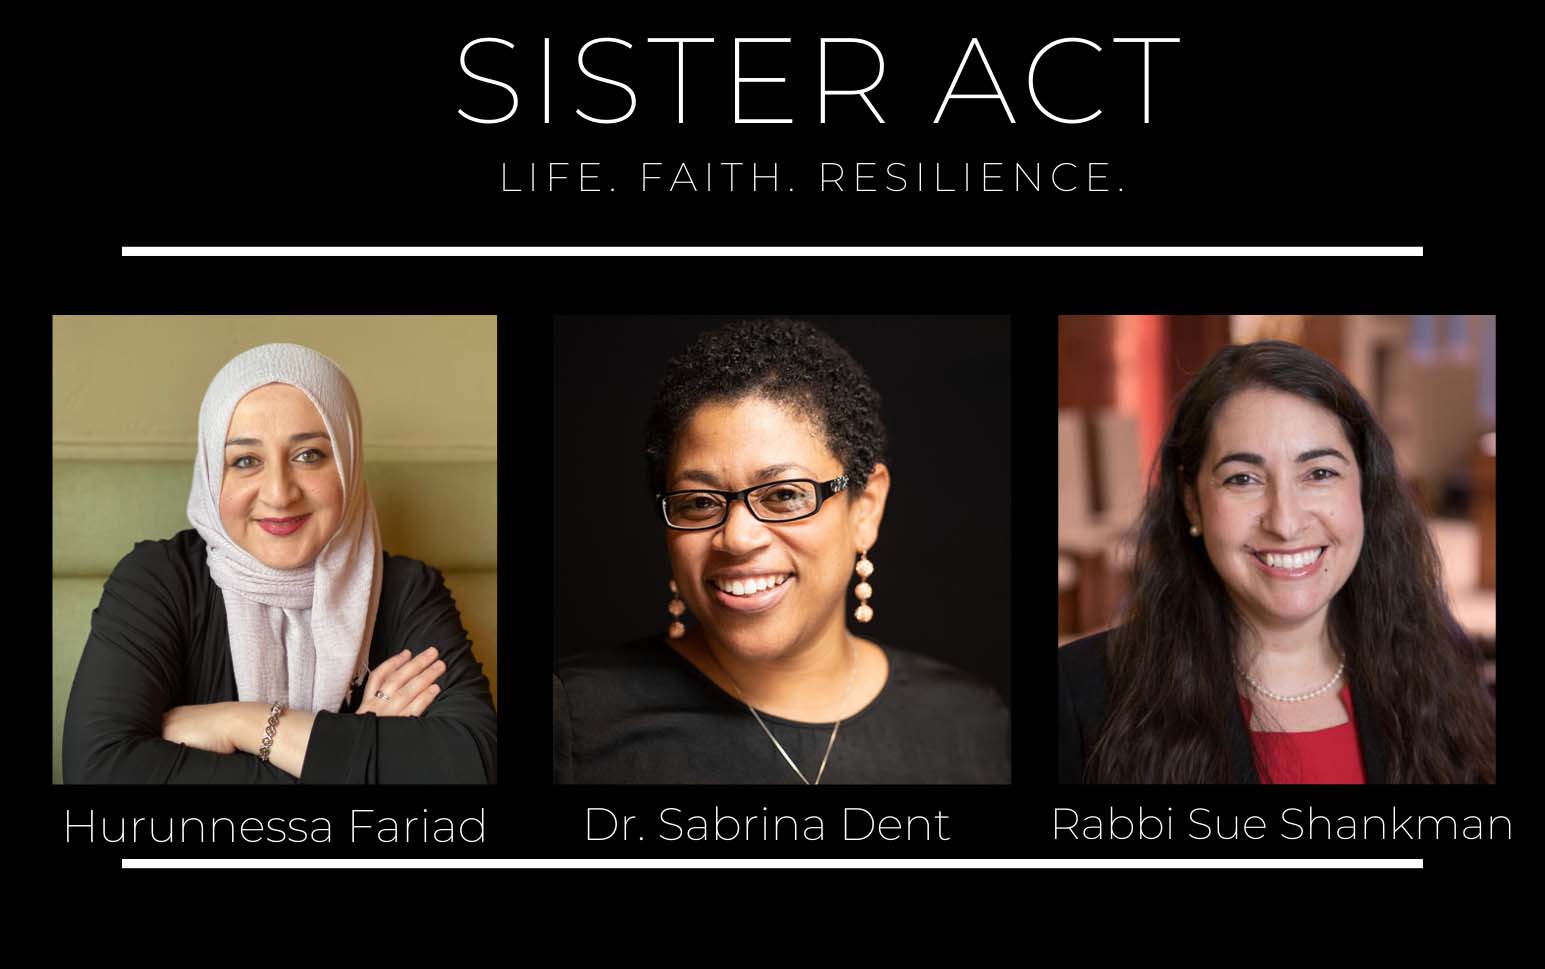 SISTER ACT
LIFE. FAITH. RESILIENCE.
Hurunnessa Fariad
Dr. Sabrina Dent
Rabbi Sue Shankman